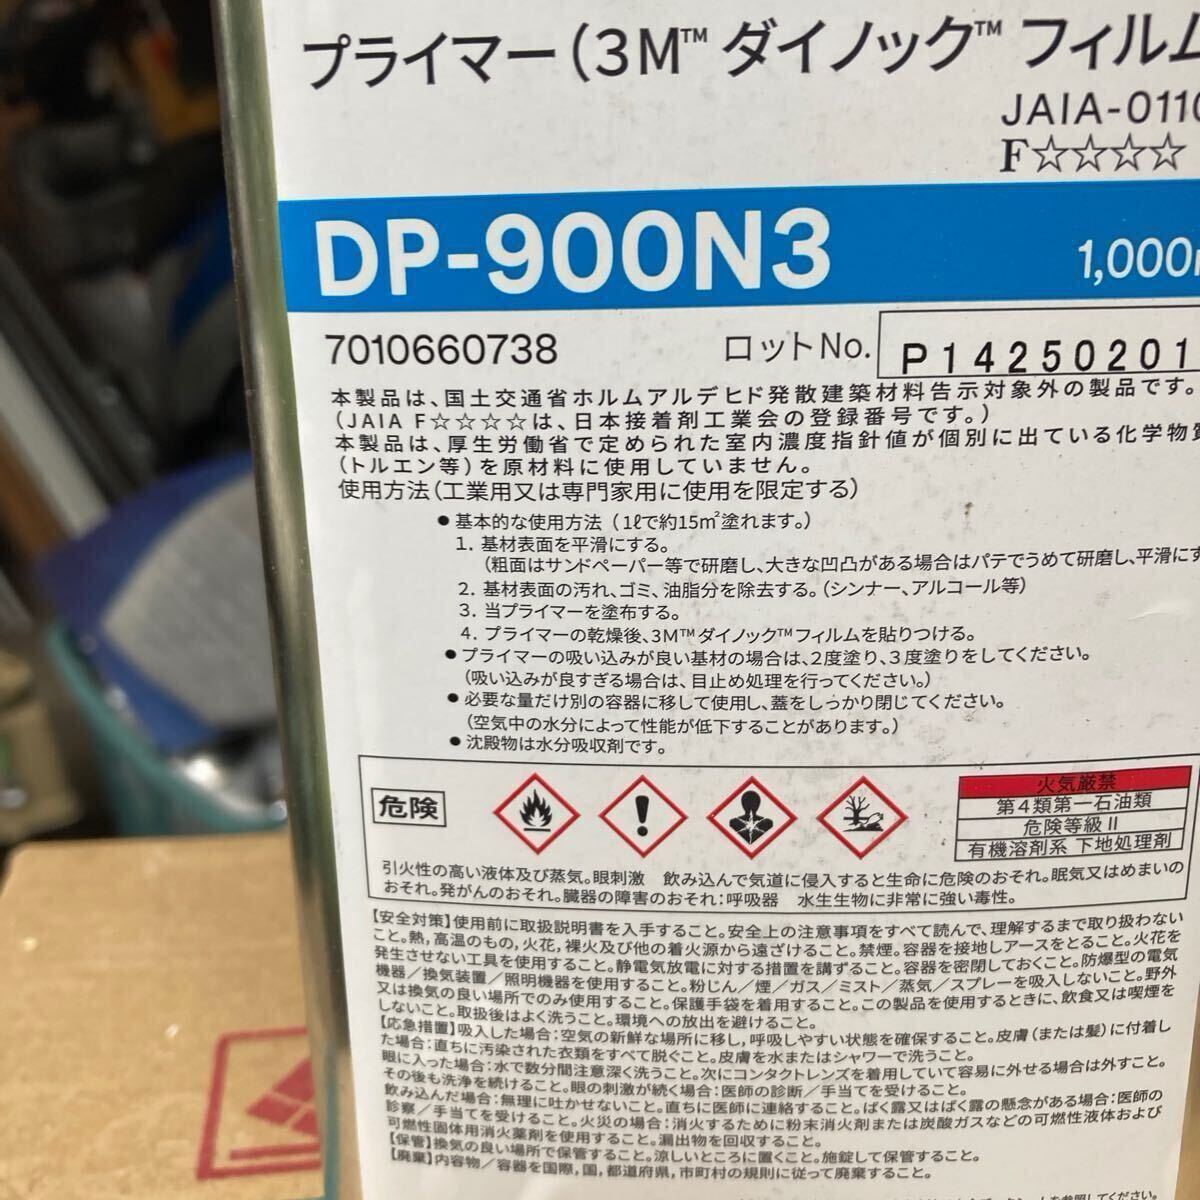 プライマー(3M™ ダイノック™ フィルム
JAIA-0110
F☆☆☆☆
DP-900N3
1,000
7010660738
ロットNo.
P14250201
本製品は、国土交通省ホルムアルデヒド発散建築材料告示対象外の製品です。
(JAIA F☆☆☆☆は、日本接着剤工業会の登録番号です。)
本製品は、厚生労働省で定められた室内濃度指針値が個別に出ている化学物質
(トルエン等)を原材料に使用していません。
使用方法(工業用又は専門家用に使用を限定する)
● 基本的な使用方法 (1ℓで約15㎡塗れます。)
1. 基材表面を平滑にする。
(粗面はサンドペーパー等で研磨し、大きな凹凸がある場合はパテでうめて研磨し、平滑にす
2. 基材表面の汚れ、ゴミ、油脂分を除去する。(シンナー、アルコール等)
3. 当プライマーを塗布する。
4. プライマーの乾燥後、3M™ダイノック™フィルムを貼りつける。
● プライマーの吸い込みが良い基材の場合は、2度塗り、3度塗りをしてください。
(吸い込みが良すぎる場合は、目止め処理を行ってください。)
● 必要な量だけ別の容器に移して使用し、蓋をしっかり閉じてください。
(空気中の水分によって性能が低下することがあります。)
● 沈殿物は水分吸収剤です。
危険
火気厳禁
第4類第一石油類
危険等級Ⅱ
有機溶剤系 下地処理剤
引火性の高い液体及び蒸気。眼刺激 飲み込んで気道に侵入すると生命に危険のおそれ。眠気又はめまいの
おそれ。発がんのおそれ。臓器の障害のおそれ:呼吸器 水生生物に非常に強い毒性。
【安全対策】使用前に取扱説明書を入手すること。安全上の注意事項をすべて読んで、理解するまで取り扱わない
こと。熱,高温のもの,火花,裸火及び他の着火源から遠ざけること。禁煙。容器を接地しアースをとること。火花を
発生させない工具を使用すること。静電気放電に対する措置を講ずること。容器を密閉しておくこと。防爆型の電気
機器/換気装置/照明機器を使用すること。粉じん/煙/ガス/ミスト/蒸気/スプレーを吸入しないこと。野外
又は換気の良い場所でのみ使用すること。保護手袋を着用すること。この製品を使用するときに、飲食又は喫煙を
しないこと。取扱後はよく洗うこと。環境への放出を避けること。
【応急措置】吸入した場合:空気の新鮮な場所に移し,呼吸しやすい状態を確保すること。皮膚(または髪)に付着し
た場合:直ちに汚染された衣類をすべて脱ぐこと。皮膚を水またはシャワーで洗うこと。
眼に入った場合:水で数分間注意深く洗うこと。次にコンタクトレンズを着用していて容易に外せる場合は外すこと。
その後も洗浄を続けること。眼の刺激が続く場合:医師の診断/手当てを受けること。
飲み込んだ場合:無理に吐かせないこと。直ちに医師に連絡すること。ばく露又はばく露の懸念がある場合:医師の
診察/手当てを受けること。火災の場合:消火するために粉末消火剤または炭酸ガスなどの可燃性液体および
可燃性固体用消火薬剤を使用すること。漏出物を回収すること。
【保管】換気の良い場所で保管すること。涼しいところに置くこと。施錠して保管すること。
【廃棄】内容物/容器を国際,国,都道府県,市町村の規則に従って廃棄すること。